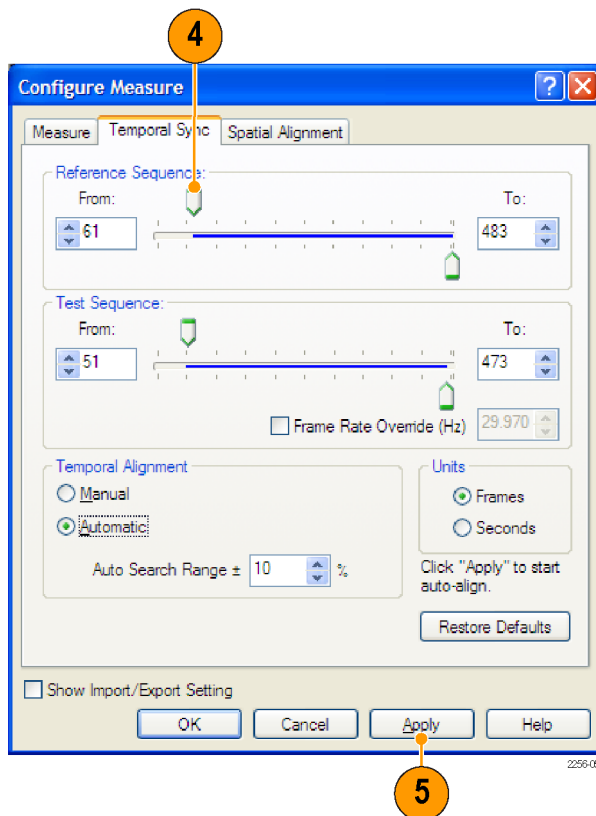 4
Configure Measure
Measure Temporal Sync Spatial Alignment
Reference Sequence:
From: To:
61 483
Test Sequence:
From: To:
51 473
Frame Rate Override (Hz) 29.970
Temporal Alignment
Manual
Automatic
Auto Search Range ± 10 %
Units
Frames
Seconds
Click "Apply" to start
auto-align.
Restore Defaults
Show Import/Export Setting
OK Cancel Apply Help
5